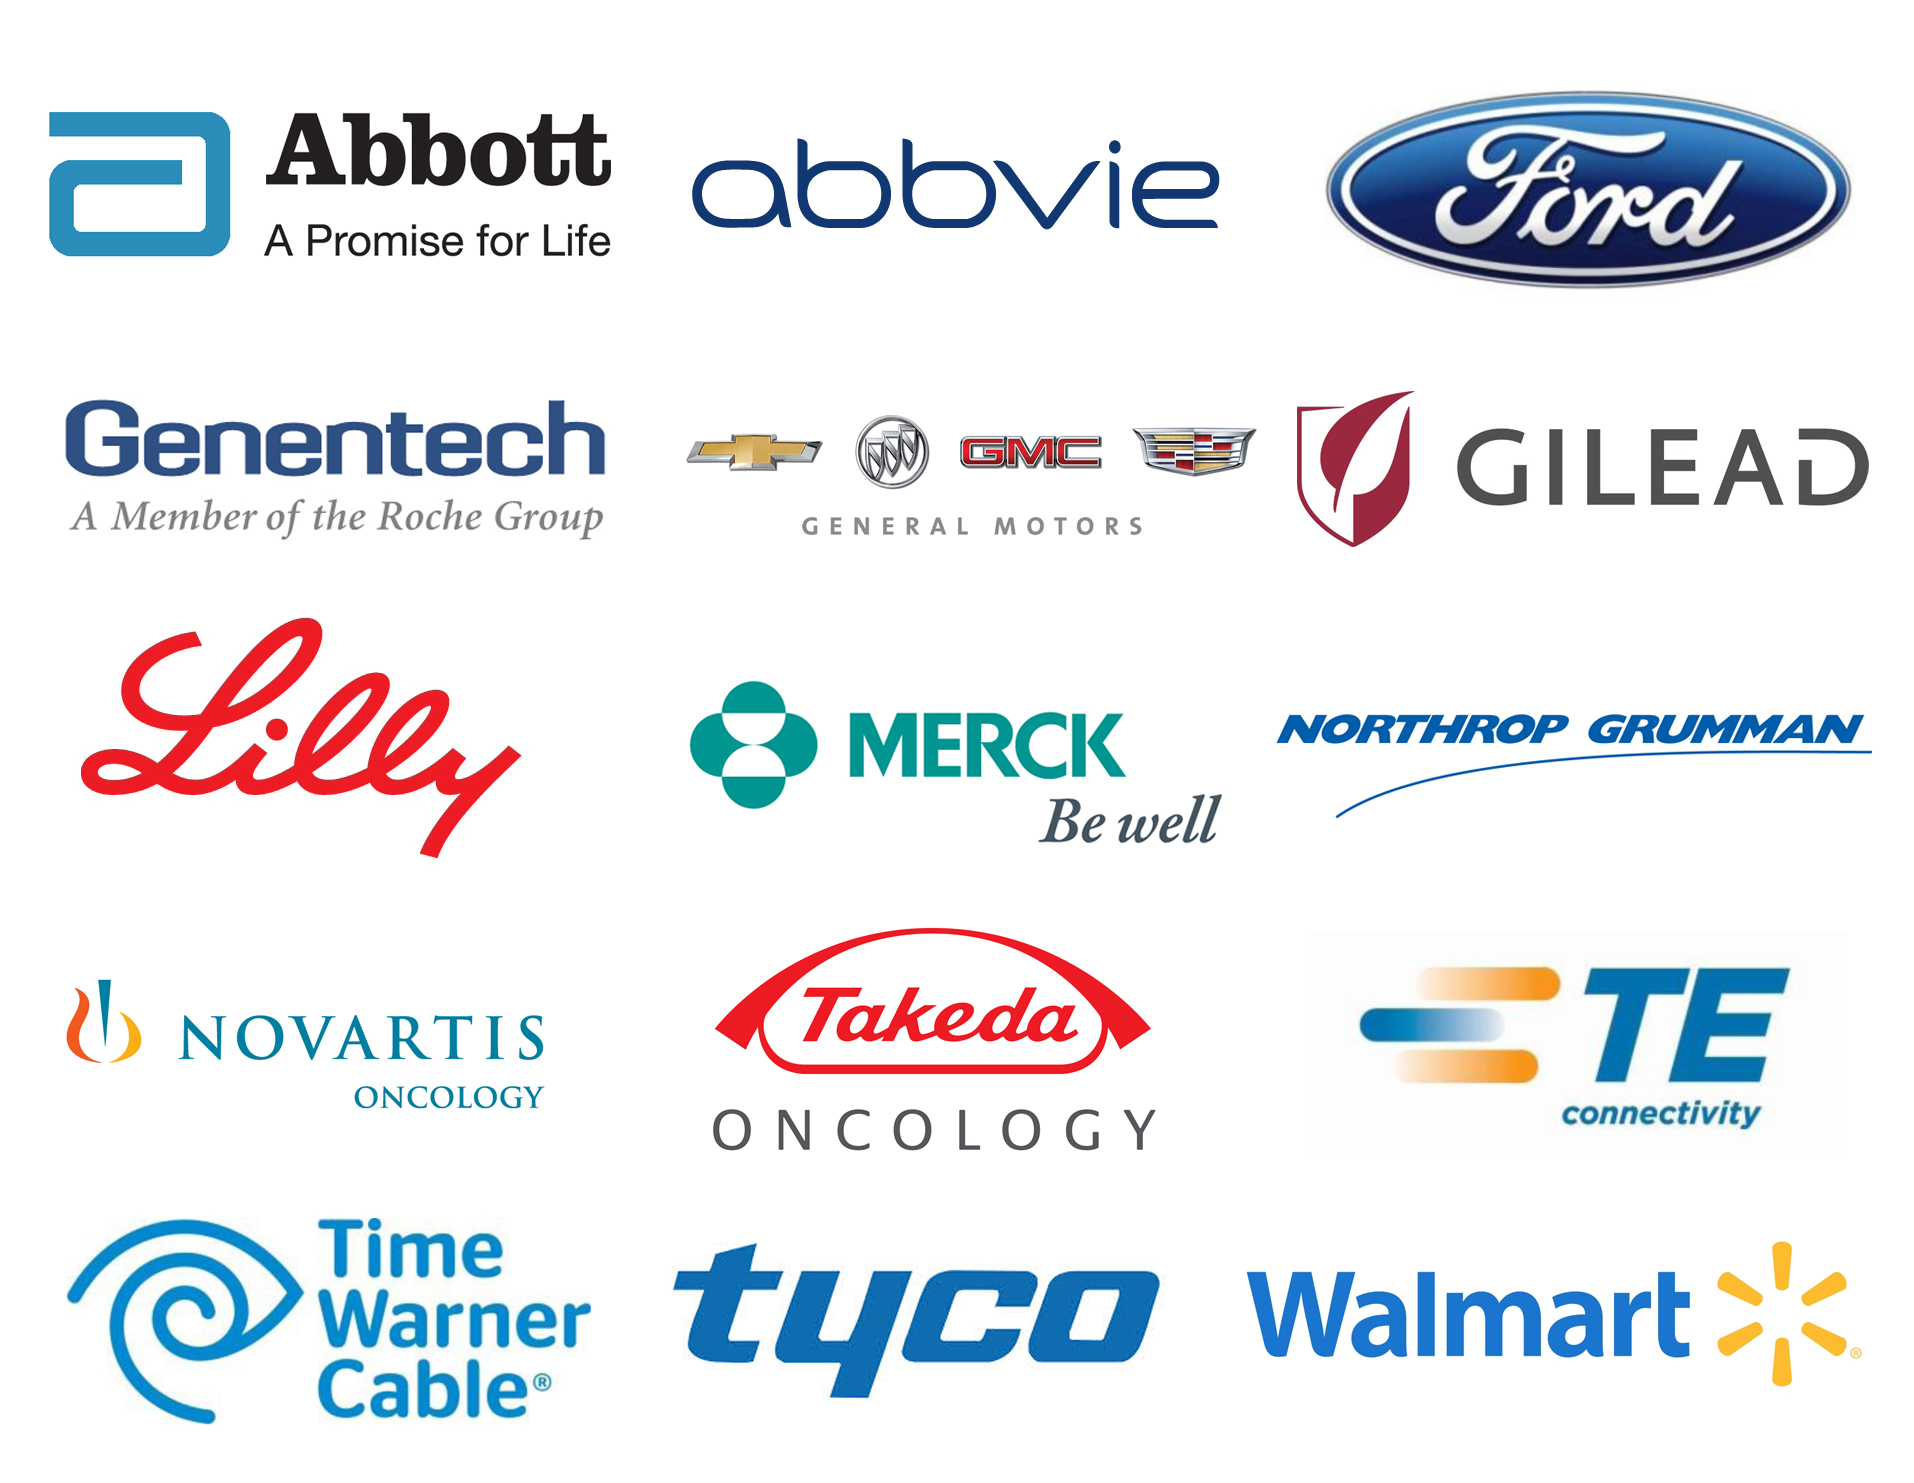 Abbott
A Promise for Life
abbvie
Ford
Genentech
A Member of the Roche Group
GMC
GENERAL MOTORS
GILEAD
Lilly
MERCK
Be well
NORTHROP GRUMMAN
NOVARTIS
ONCOLOGY
Takeda
ONCOLOGY
TE
connectivity
Time
Warner
Cable®
tyco
Walmart ®